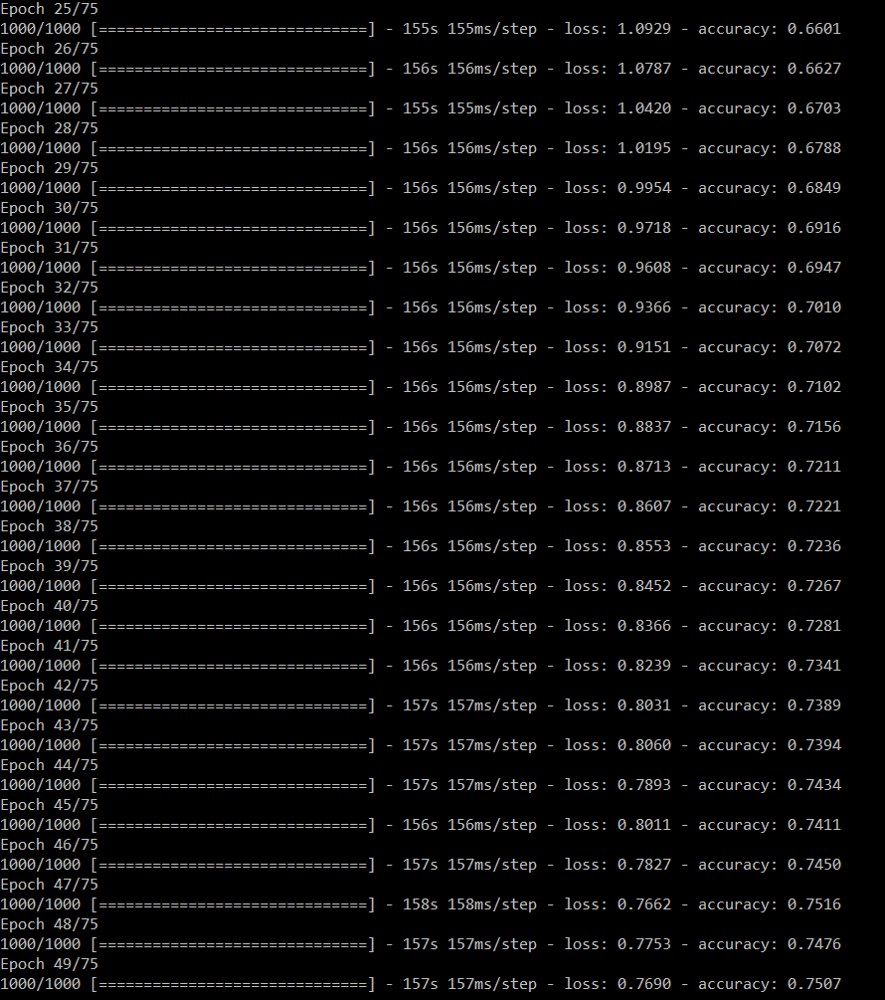 Epoch 25/75
1000/1000 [==============================] - 155s 155ms/step - loss: 1.0929 - accuracy: 0.6601
Epoch 26/75
1000/1000 [==============================] - 156s 156ms/step - loss: 1.0787 - accuracy: 0.6627
Epoch 27/75
1000/1000 [==============================] - 155s 155ms/step - loss: 1.0420 - accuracy: 0.6703
Epoch 28/75
1000/1000 [==============================] - 156s 156ms/step - loss: 1.0195 - accuracy: 0.6788
Epoch 29/75
1000/1000 [==============================] - 156s 156ms/step - loss: 0.9954 - accuracy: 0.6849
Epoch 30/75
1000/1000 [==============================] - 156s 156ms/step - loss: 0.9718 - accuracy: 0.6916
Epoch 31/75
1000/1000 [==============================] - 156s 156ms/step - loss: 0.9608 - accuracy: 0.6947
Epoch 32/75
1000/1000 [==============================] - 156s 156ms/step - loss: 0.9366 - accuracy: 0.7010
Epoch 33/75
1000/1000 [==============================] - 156s 156ms/step - loss: 0.9151 - accuracy: 0.7072
Epoch 34/75
1000/1000 [==============================] - 156s 156ms/step - loss: 0.8987 - accuracy: 0.7102
Epoch 35/75
1000/1000 [==============================] - 156s 156ms/step - loss: 0.8837 - accuracy: 0.7156
Epoch 36/75
1000/1000 [==============================] - 156s 156ms/step - loss: 0.8713 - accuracy: 0.7211
Epoch 37/75
1000/1000 [==============================] - 156s 156ms/step - loss: 0.8607 - accuracy: 0.7221
Epoch 38/75
1000/1000 [==============================] - 156s 156ms/step - loss: 0.8553 - accuracy: 0.7236
Epoch 39/75
1000/1000 [==============================] - 156s 156ms/step - loss: 0.8452 - accuracy: 0.7267
Epoch 40/75
1000/1000 [==============================] - 156s 156ms/step - loss: 0.8366 - accuracy: 0.7281
Epoch 41/75
1000/1000 [==============================] - 156s 156ms/step - loss: 0.8239 - accuracy: 0.7341
Epoch 42/75
1000/1000 [==============================] - 157s 157ms/step - loss: 0.8031 - accuracy: 0.7389
Epoch 43/75
1000/1000 [==============================] - 157s 157ms/step - loss: 0.8060 - accuracy: 0.7394
Epoch 44/75
1000/1000 [==============================] - 157s 157ms/step - loss: 0.7893 - accuracy: 0.7434
Epoch 45/75
1000/1000 [==============================] - 156s 156ms/step - loss: 0.8011 - accuracy: 0.7411
Epoch 46/75
1000/1000 [==============================] - 157s 157ms/step - loss: 0.7827 - accuracy: 0.7450
Epoch 47/75
1000/1000 [==============================] - 158s 158ms/step - loss: 0.7662 - accuracy: 0.7516
Epoch 48/75
1000/1000 [==============================] - 157s 157ms/step - loss: 0.7753 - accuracy: 0.7476
Epoch 49/75
1000/1000 [==============================] - 157s 157ms/step - loss: 0.7690 - accuracy: 0.7507